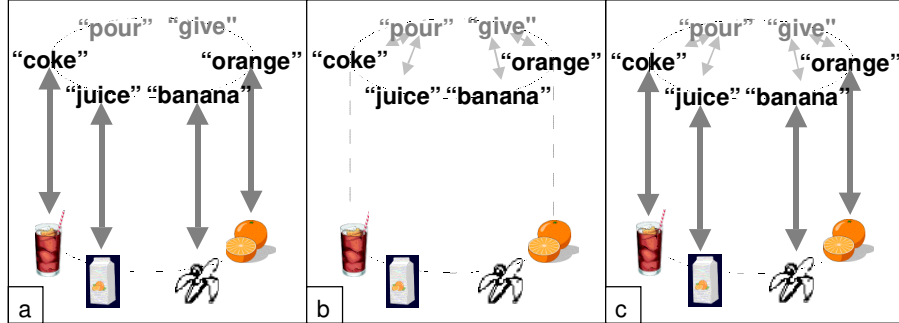 “pour” “give"
“coke” “orange”
“juice” “banana”
a
“pour” “give"
“coke” “orange”
“juice” “banana”
b
“pour” “give"
“coke” “orange”
“juice” “banana”
c